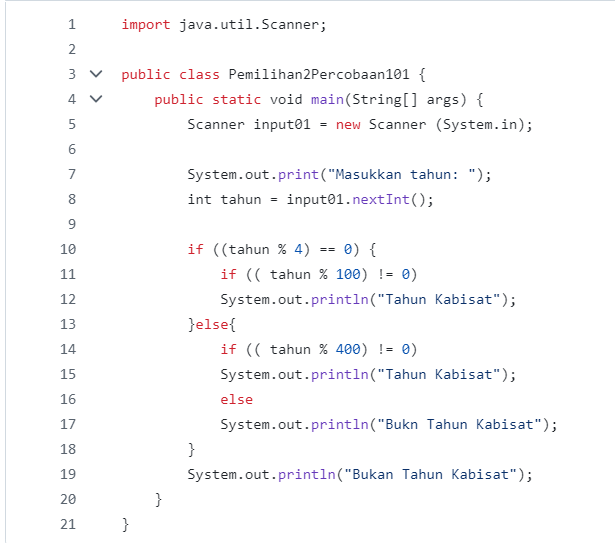 1 import java.util.Scanner;
2
3 public class Pemilihan2Percobaan101 {
4 public static void main(String[] args) {
5 Scanner input01 = new Scanner (System.in);
6
7 System.out.print("Masukkan tahun: ");
8 int tahun = input01.nextInt();
9
10 if ((tahun % 4) == 0) {
11 if (( tahun % 100) != 0)
12 System.out.println("Tahun Kabisat");
13 }else{
14 if (( tahun % 400) != 0)
15 System.out.println("Tahun Kabisat");
16 else
17 System.out.println("Bukn Tahun Kabisat");
18 }
19 System.out.println("Bukan Tahun Kabisat");
20 }
21 }